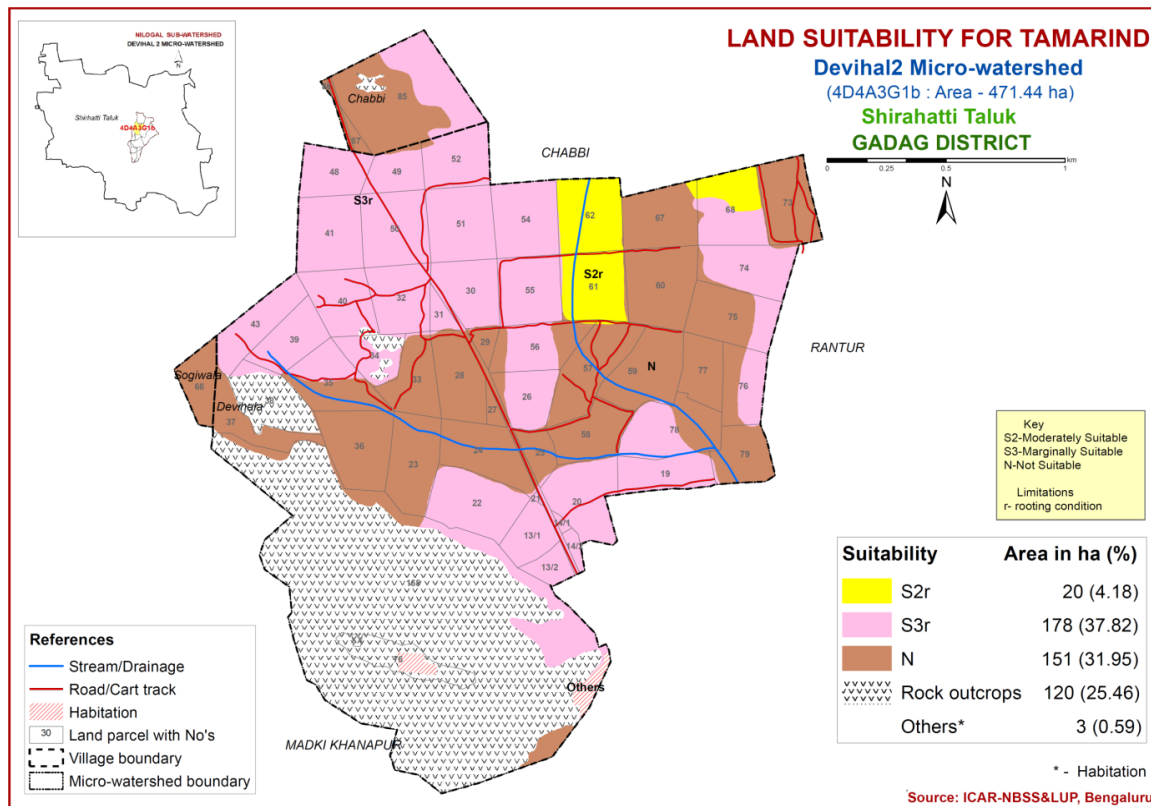 NILOGAL SUB-WATERSHED
DEVIHAL 2 MICRO-WATERSHED
N
Shirhatti Taluk
4D4A3G1b
LAND SUITABILITY FOR TAMARIND
Devihal2 Micro-watershed
(4D4A3G1b : Area - 471.44 ha)
Shirahatti Taluk
GADAG DISTRICT
km
0 0.25 0.5 1
N
Chabbi
85
67
CHABBI
52
48
49
S3r
62
68
67
73
41
50
51
54
74
S2r
61
60
55
30
40
32
31
75
43
39
29
56
64
RANTUR
57
59
N
77
76
28
33
35
Sogiwala
66
26
27
38
Devihala
37
36
58
78
79
24
25
23
19
22
21
20
14/1
13/1
13/2
76
Others
MADKI KHANAPUR
Key
S2-Moderately Suitable
S3-Marginally Suitable
N-Not Suitable
Limitations
r- rooting condition
Suitability Area in ha (%)
S2r 20 (4.18)
S3r 178 (37.82)
N 151 (31.95)
Rock outcrops 120 (25.46)
Others* 3 (0.59)
* - Habitation
References
Stream/Drainage
Road/Cart track
Habitation
30 Land parcel with No's
Village boundary
Micro-watershed boundary
Source: ICAR-NBSS&LUP, Bengaluru